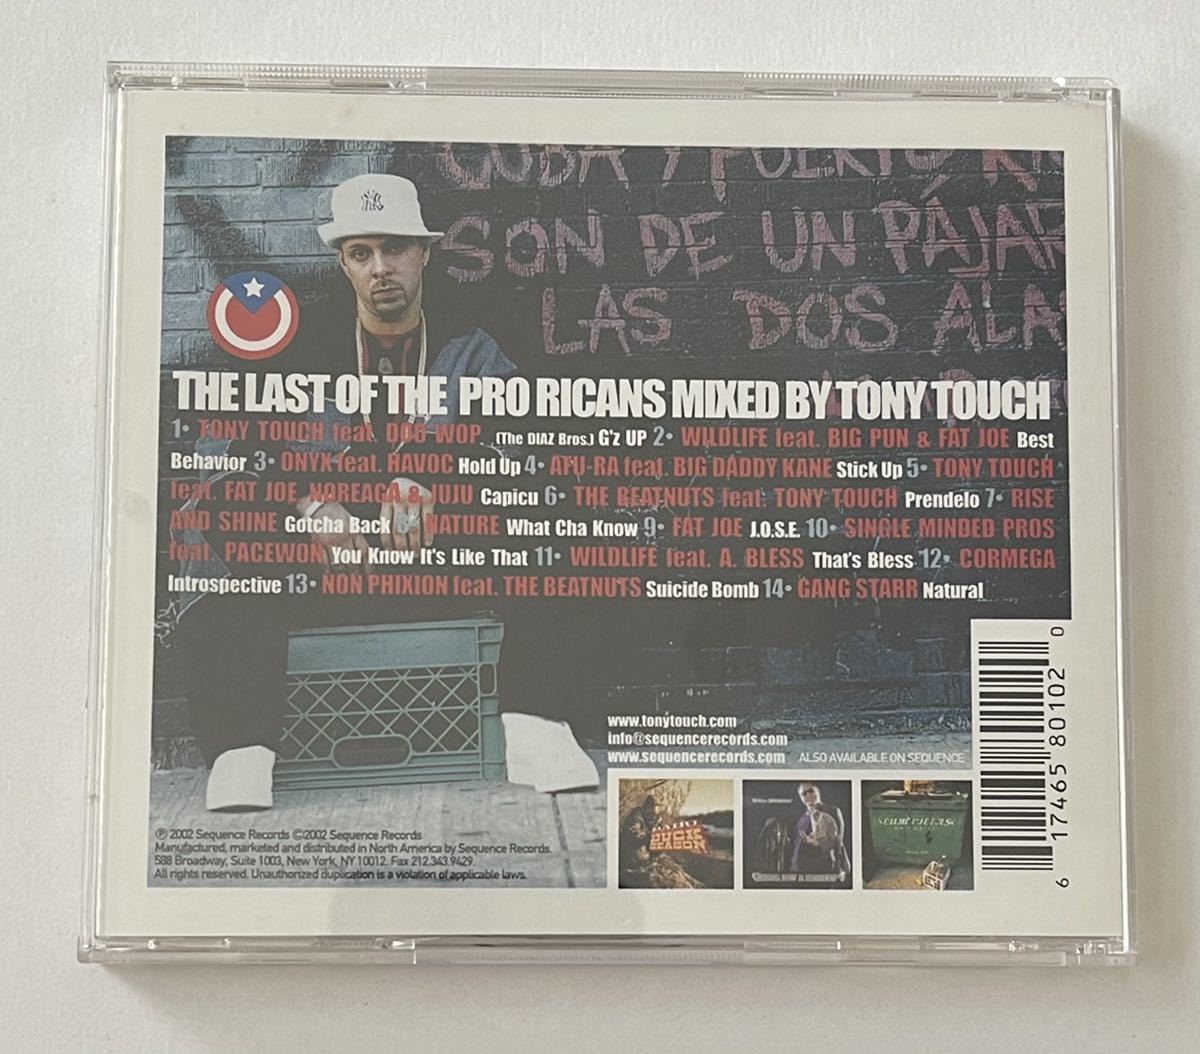 CUBA Y PUERTO RI
SON DE UN PÁJAR
LAS DOS ALA
NY
THE LAST OF THE PRO RICANS MIXED BY TONY TOUCH
1• TONY TOUCH feat. DOO WOP (The DIAZ Bros.) G'z UP 2• WILDLIFE feat. BIG PUN & FAT JOE Best
Behavior 3• ONYX feat. HAVOC Hold Up 4• AFU-RA feat. BIG DADDY KANE Stick Up 5• TONY TOUCH
feat. FAT JOE, NOREAGA & JUJU Capicu 6• THE BEATNUTS feat. TONY TOUCH Prendelo 7• RISE
AND SHINE Gotcha Back 8• NATURE What Cha Know 9• FAT JOE J.O.S.E. 10• SINGLE MINDED PROS
feat. PACEWON You Know It's Like That 11• WILDLIFE feat. A. BLESS That's Bless 12• CORMEGA
Introspective 13• NON PHIXION feat. THE BEATNUTS Suicide Bomb 14• GANG STARR Natural
www.tonytouch.com
info@sequencerecords.com
www.sequencerecords.com ALSO AVAILABLE ON SEQUENCE
DUCK
SEASON
℗ 2002 Sequence Records ©2002 Sequence Records
Manufactured, marketed and distributed in North America by Sequence Records.
588 Broadway, Suite 1003, New York, NY 10012. Fax 212.343.9429.
All rights reserved. Unauthorized duplication is a violation of applicable laws.
6 17465 80102 0